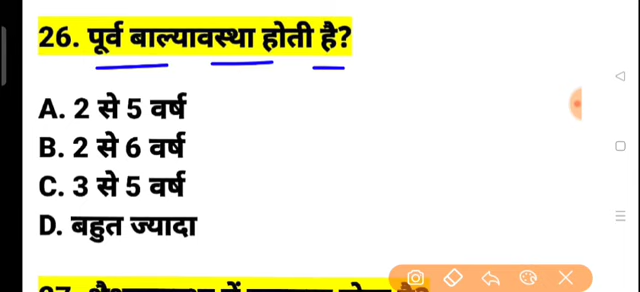 26. पूर्व बाल्यावस्था होती है?
A. 2 से 5 वर्ष
B. 2 से 6 वर्ष
C. 3 से 5 वर्ष
D. बहुत ज्यादा